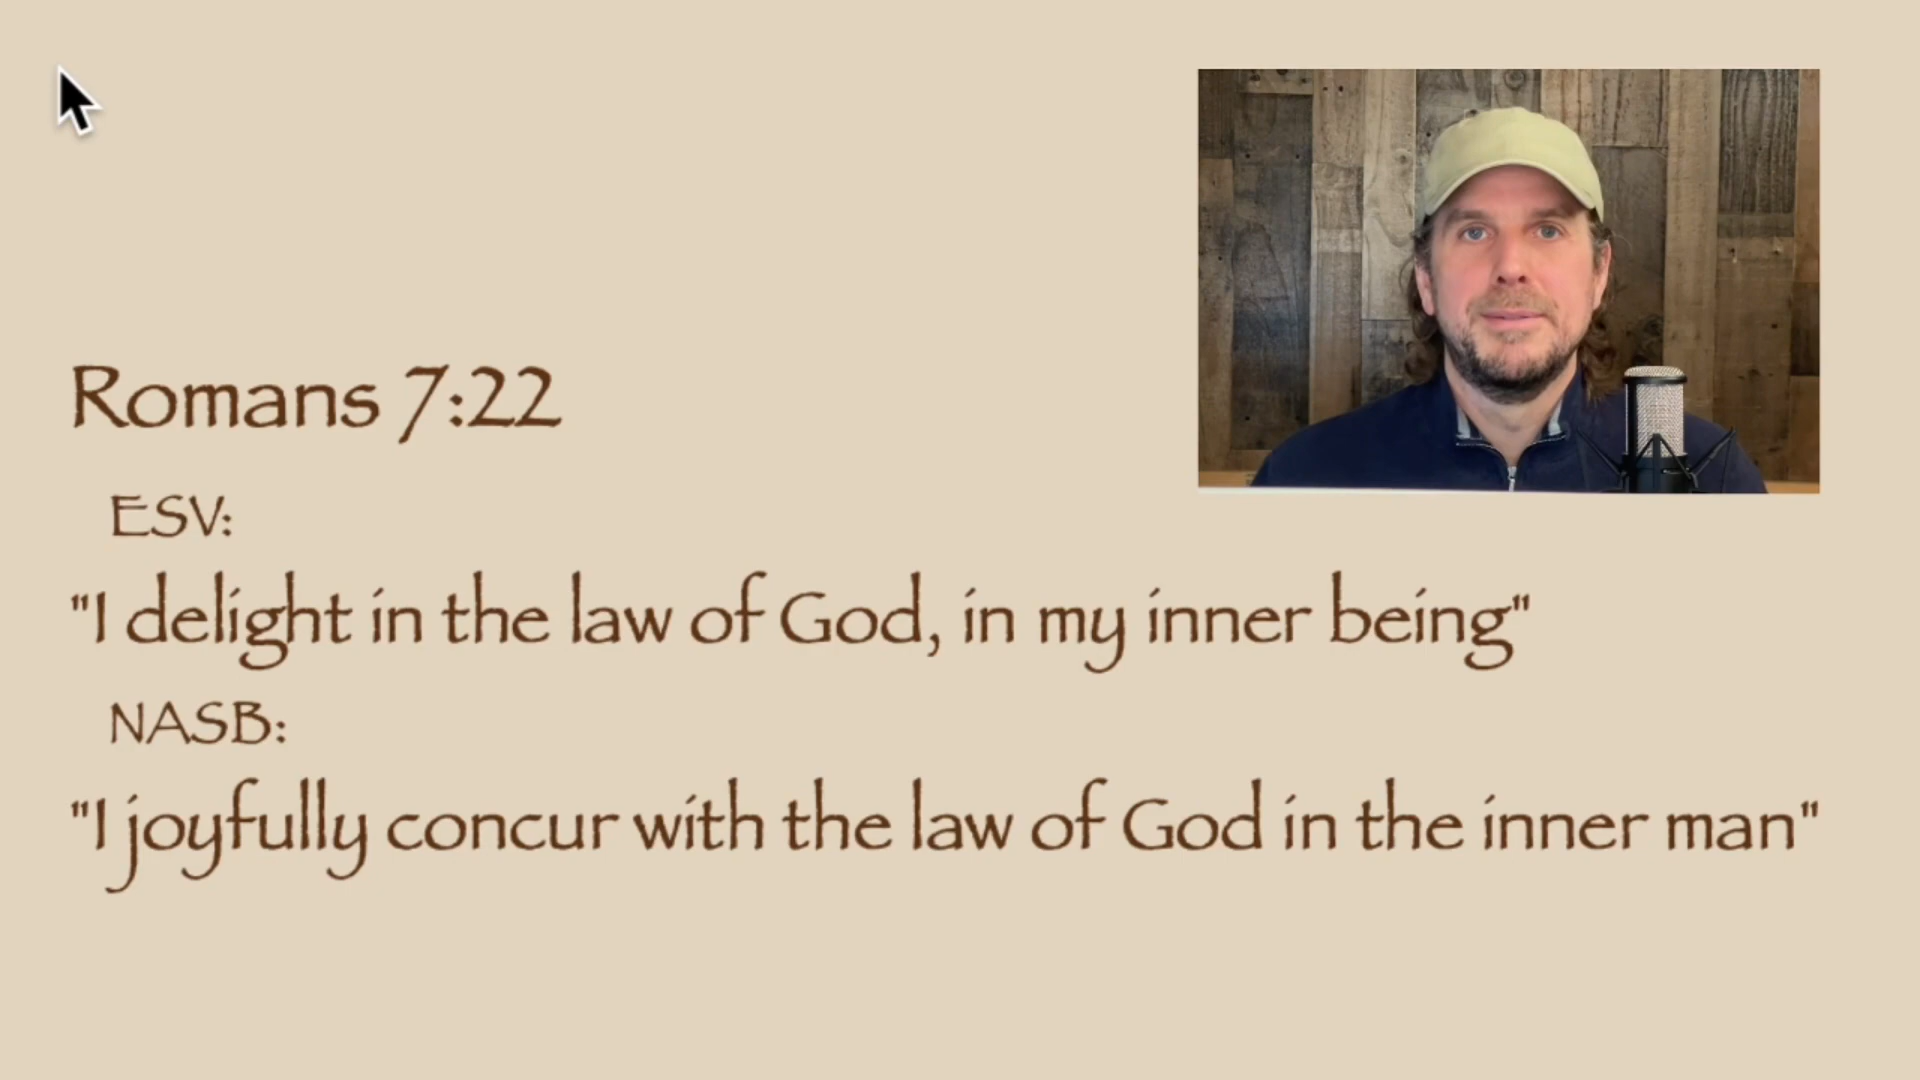 Romans 7:22
ESV:
"I delight in the law of God, in my inner being"
NASB:
"I joyfully concur with the law of God in the inner man"